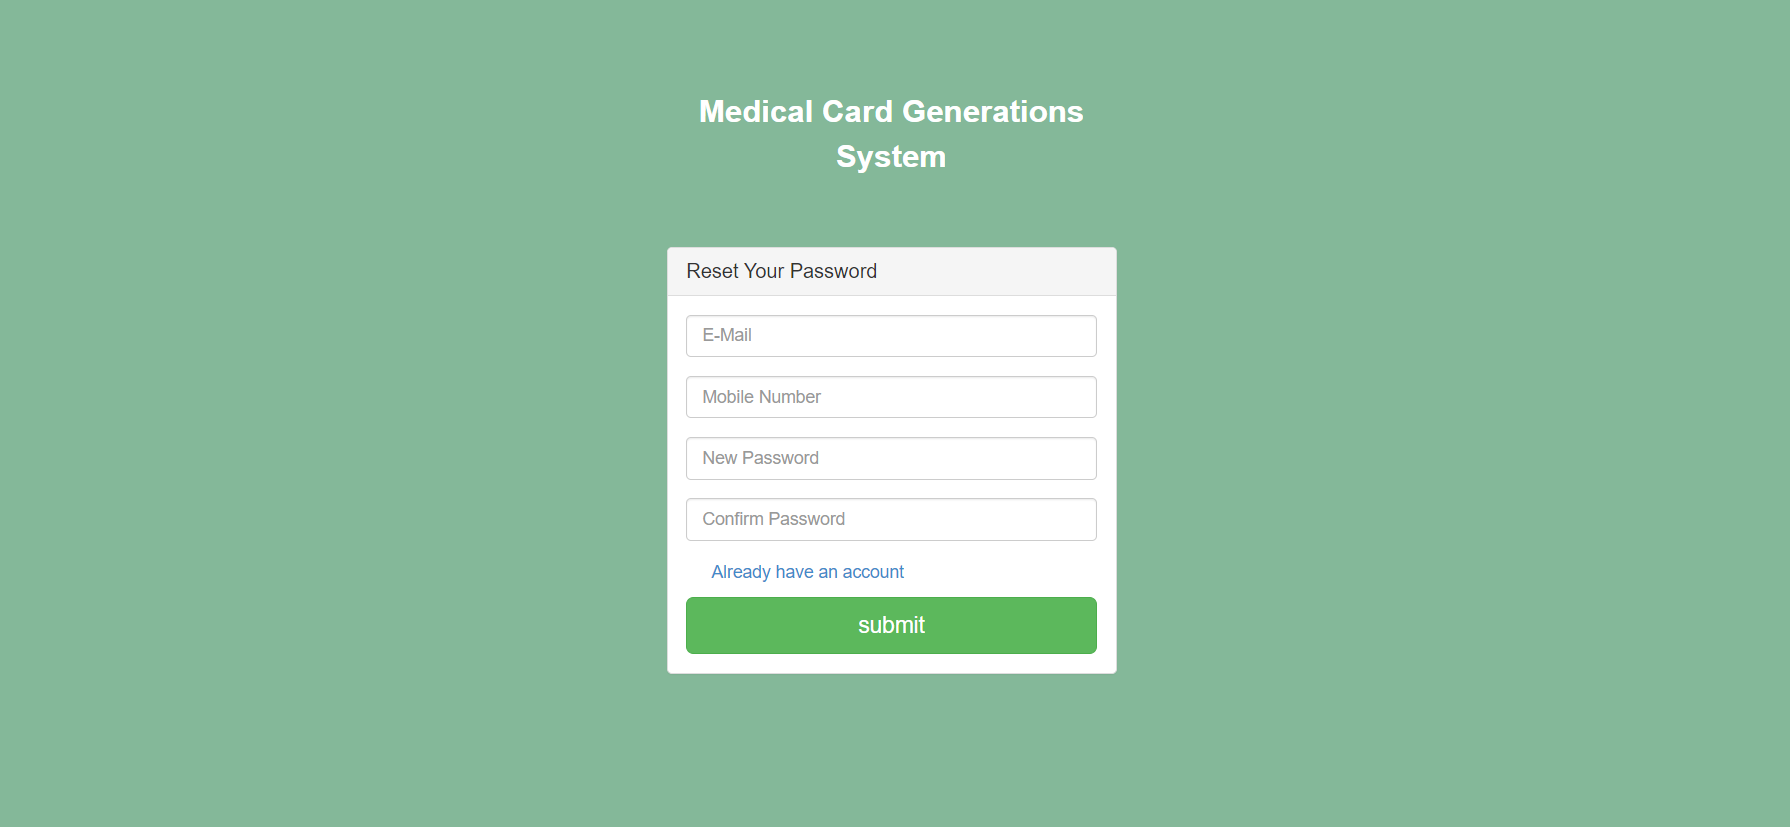 Medical Card Generations
System
Reset Your Password
E-Mail
Mobile Number
New Password
Confirm Password
Already have an account
submit